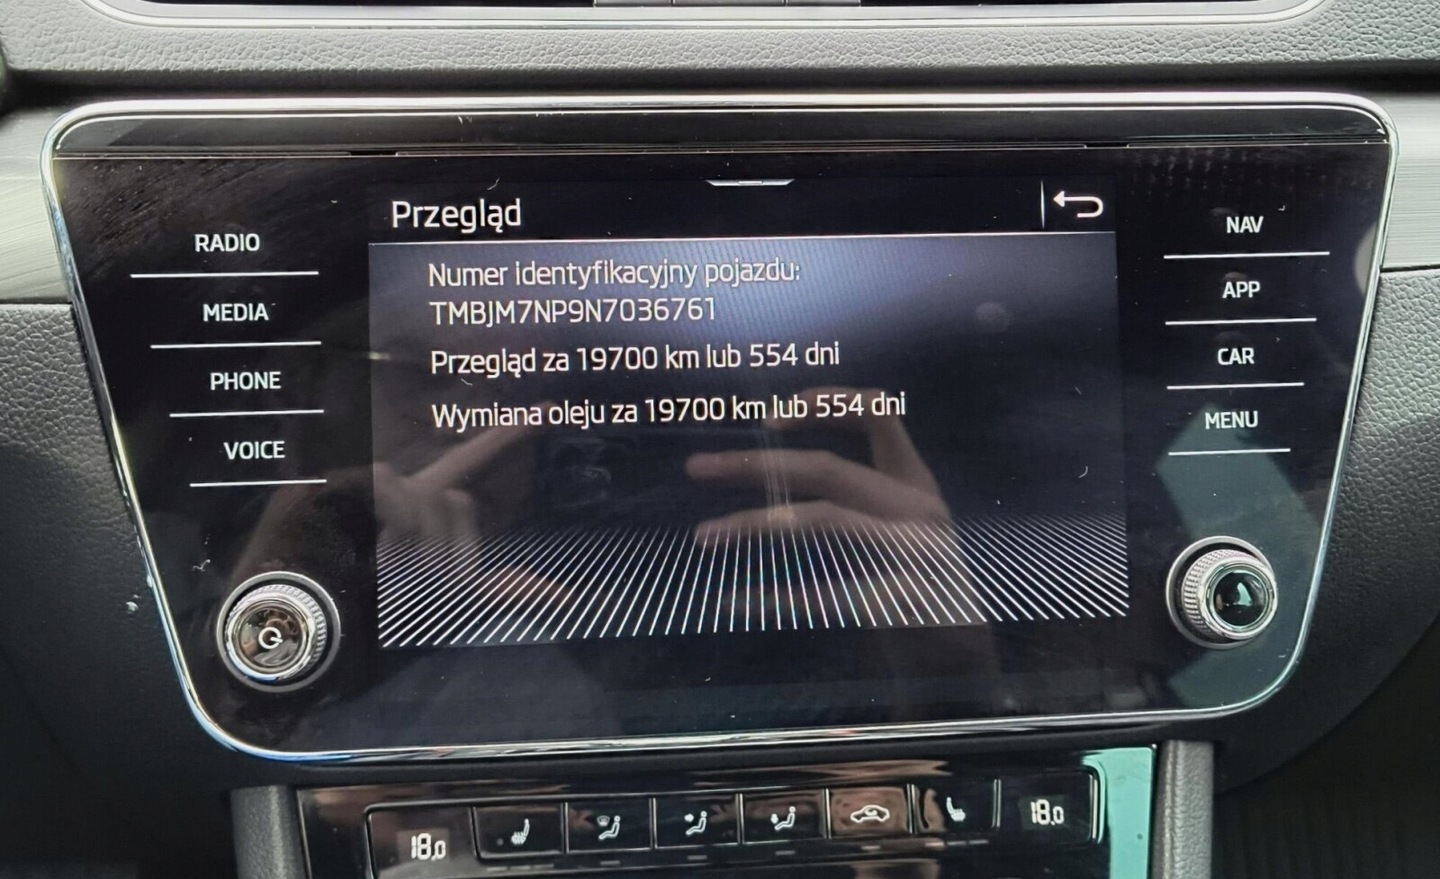 Przegląd
Numer identyfikacyjny pojazdu:
TMBJM7NP9N7036761
Przegląd za 19700 km lub 554 dni
Wymiana oleju za 19700 km lub 554 dni
RADIO
MEDIA
PHONE
VOICE
NAV
APP
CAR
MENU
18.0
18.0